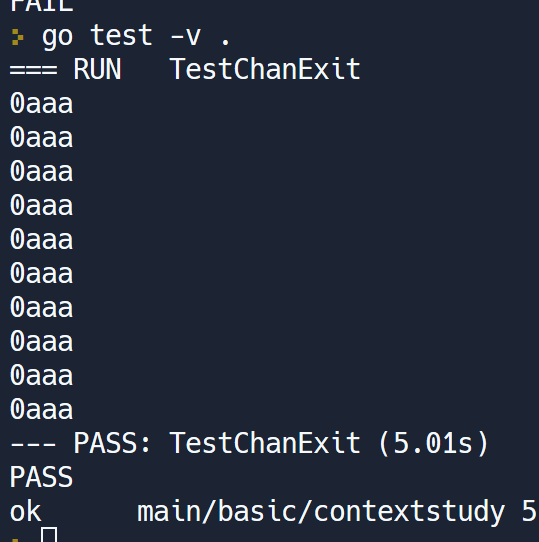 FAIL
go test -v .
=== RUN   TestChanExit
0aaa
0aaa
0aaa
0aaa
0aaa
0aaa
0aaa
0aaa
0aaa
0aaa
--- PASS: TestChanExit (5.01s)
PASS
ok      main/basic/contextstudy 5